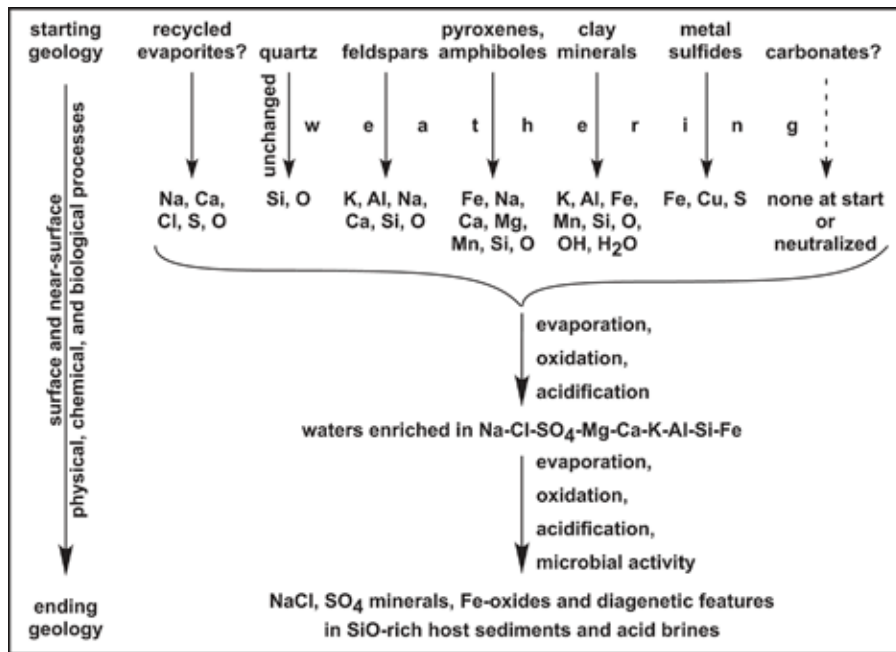 starting
geology
recycled
evaporites?
quartz
feldspars
pyroxenes,
amphiboles
clay
minerals
metal
sulfides
carbonates?
unchanged
w e a t h e r i n g
surface and near-surface
physical, chemical, and biological processes
Na, Ca,
Cl, S, O
Si, O
K, Al, Na,
Ca, Si, O
Fe, Na,
Ca, Mg,
Mn, Si, O
K, Al, Fe,
Mn, Si, O,
OH, H2O
Fe, Cu, S
none at start
or
neutralized
evaporation,
oxidation,
acidification
waters enriched in Na-Cl-SO4-Mg-Ca-K-Al-Si-Fe
evaporation,
oxidation,
acidification,
microbial activity
ending
geology
NaCl, SO4 minerals, Fe-oxides and diagenetic features
in SiO-rich host sediments and acid brines